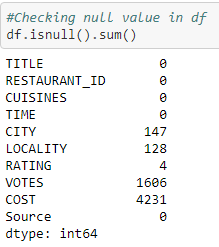 #Checking null value in df
df.isnull().sum()
TITLE 0
RESTAURANT_ID 0
CUISINES 0
TIME 0
CITY 147
LOCALITY 128
RATING 4
VOTES 1606
COST 4231
Source 0
dtype: int64